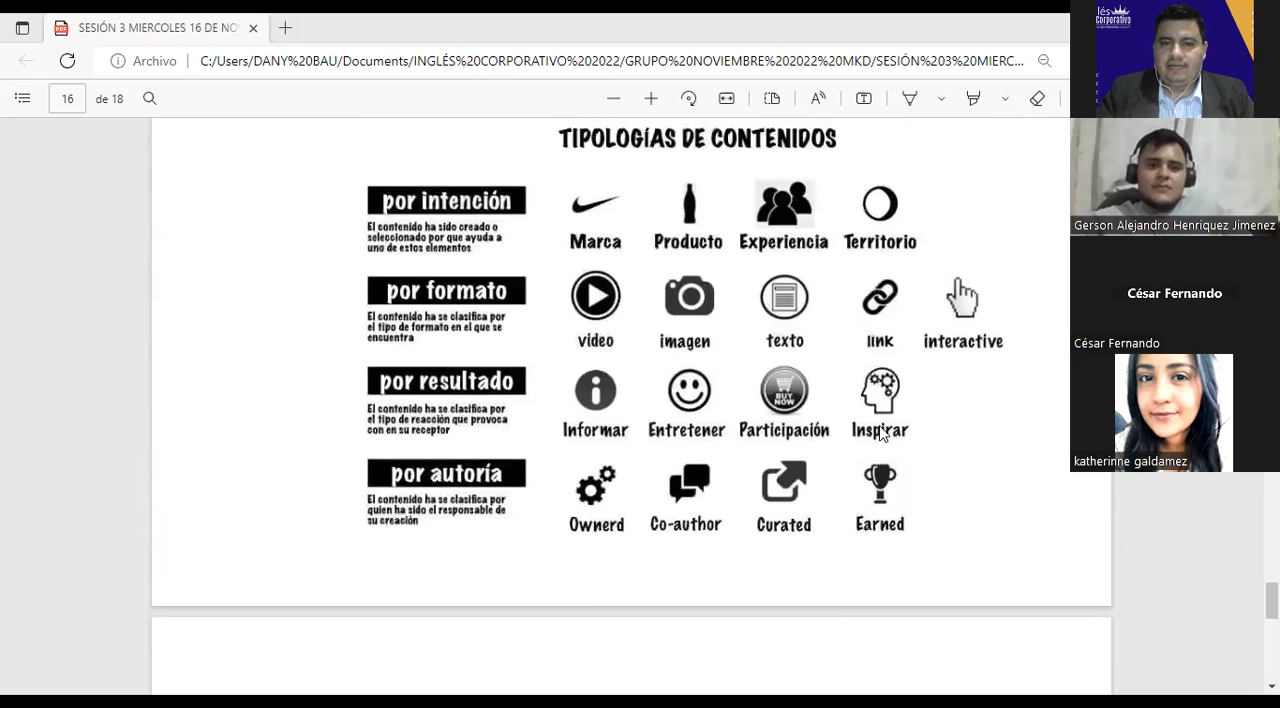 SESIÓN 3 MIERCOLES 16 DE NO
Archivo
C:/Users/DANY%20BAU/Documents/INGLÉS%20CORPORATIVO%202022/GRUPO%20NOVIEMBRE%202022%20MKD/SESIÓN%203%20MIERC...
16
de 18
TIPOLOGÍAS DE CONTENIDOS
por intención
El contenido ha sido creado o
seleccionado por que ayuda a
uno de estos elementos
Marca
Producto
Experiencia
Territorio
por formato
El contenido ha se clasifica por
el tipo de formato en el que se
encuentra
video
imagen
texto
link
interactive
por resultado
El contenido ha se clasifica por
el tipo de reacción que provoca
con en su receptor
Informar
Entretener
BUY
NOW
Participación
Inspirar
por autoría
El contenido ha se clasifica por
quien ha sido el responsable de
su creación
Ownerd
Co-author
Curated
Earned
lés
Corporativo
Gerson Alejandro Henriquez Jimenez
César Fernando
César Fernando
katherinne galdamez